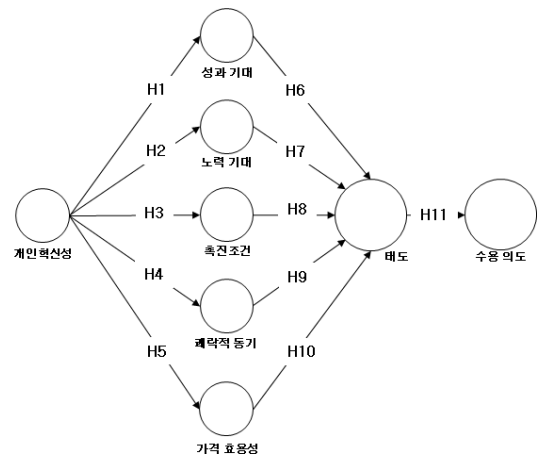 성과 기대
H1
H6
H2
H7
노력 기대
H3
H8
H11
개인혁신성
촉진조건
태도
수용 의도
H4
H9
쾌락적 동기
H5
H10
가격 효용성